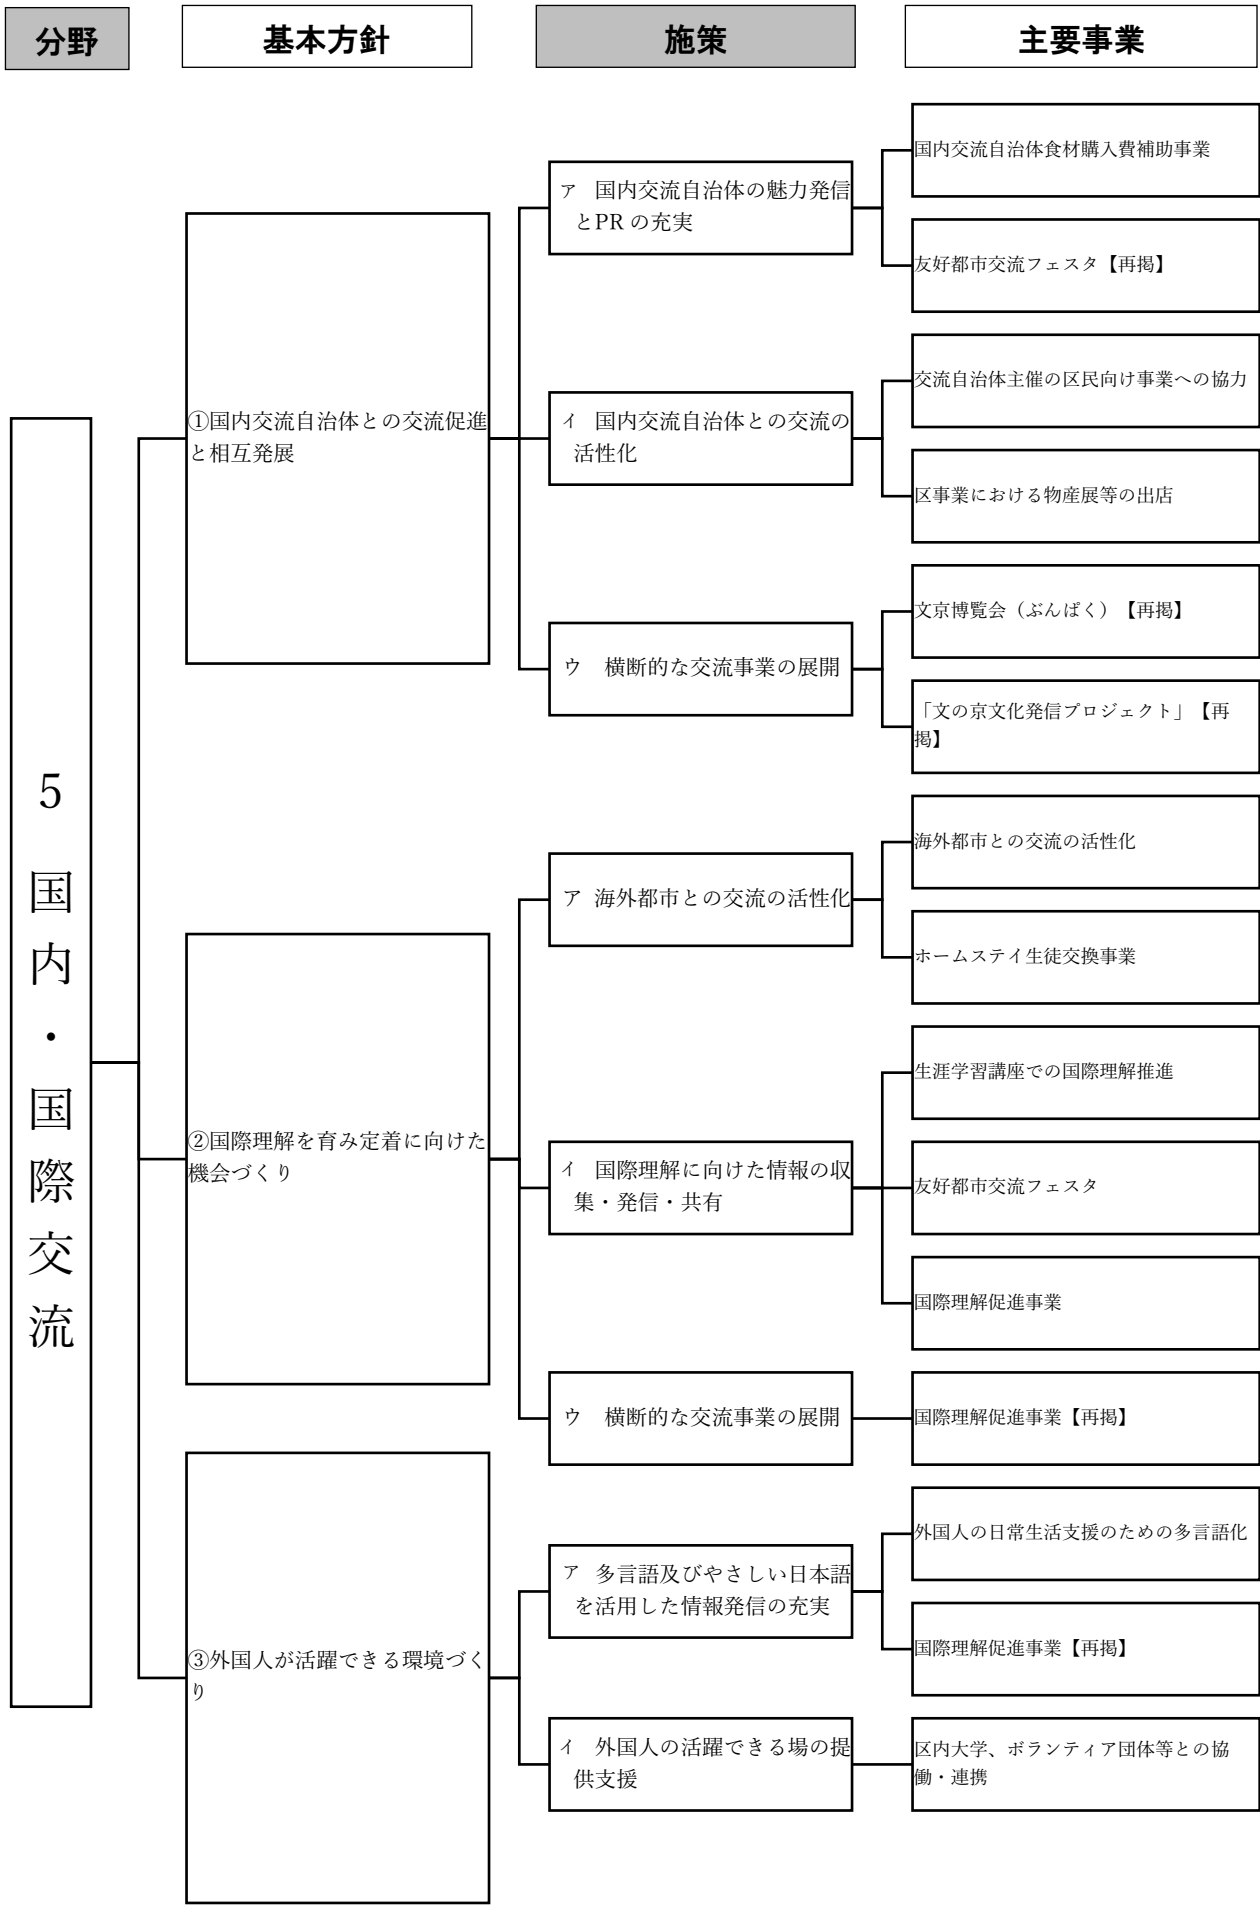 分野
基本方針
施策
主要事業
5 国内・国際交流
①国内交流自治体との交流促進
と相互発展
ア 国内交流自治体の魅力発信
とPR の充実
国内交流自治体食材購入費補助事業
友好都市交流フェスタ【再掲】
イ 国内交流自治体との交流の
活性化
交流自治体主催の区民向け事業への協力
区事業における物産展等の出店
ウ 横断的な交流事業の展開
文京博覧会（ぶんぱく）【再掲】
「文の京文化発信プロジェクト」【再
掲】
②国際理解を育み定着に向けた
機会づくり
ア 海外都市との交流の活性化
海外都市との交流の活性化
ホームステイ生徒交換事業
イ 国際理解に向けた情報の収
集・発信・共有
生涯学習講座での国際理解推進
友好都市交流フェスタ
国際理解促進事業
ウ 横断的な交流事業の展開
国際理解促進事業【再掲】
③外国人が活躍できる環境づく
り
ア 多言語及びやさしい日本語
を活用した情報発信の充実
外国人の日常生活支援のための多言語化
国際理解促進事業【再掲】
イ 外国人の活躍できる場の提
供支援
区内大学、ボランティア団体等との協
働・連携